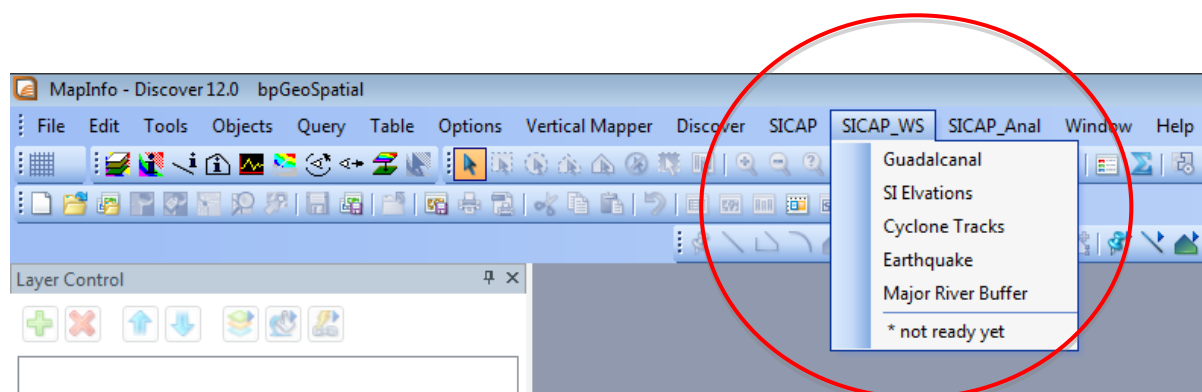 MapInfo - Discover 12.0 bpGeoSpatial
File Edit Tools Objects Query Table Options Vertical Mapper Discover SICAP SICAP_WS SICAP_Anal Window Help
Guadalcanal
SI Elvations
Cyclone Tracks
Earthquake
Major River Buffer
* not ready yet
Layer Control